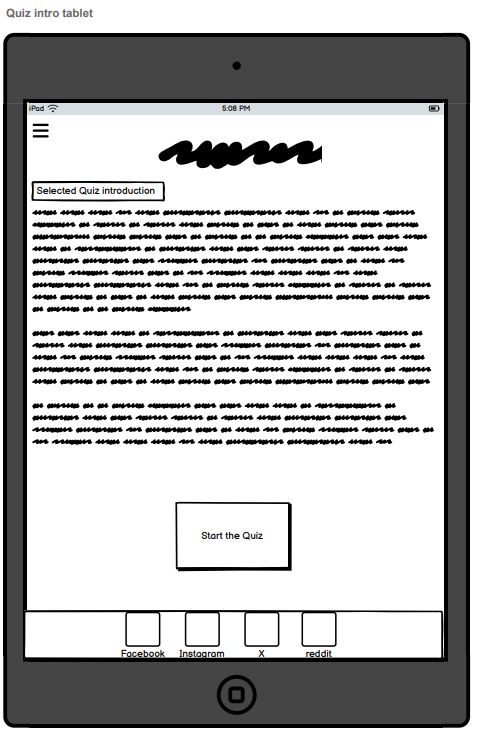 Quiz intro tablet
iPad 5:08 PM
Selected Quiz introduction
Start the Quiz
Facebook Instagram X reddit